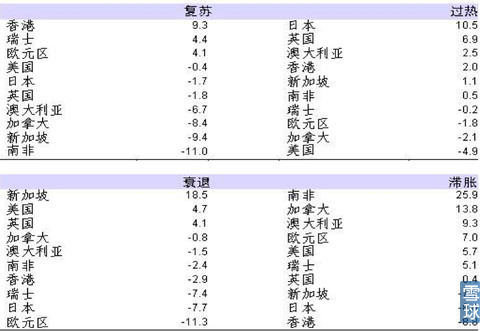 复苏 过热
香港 9.3 日本 10.5
瑞士 4.4 英国 6.9
欧元区 4.1 澳大利亚 2.5
美国 -0.4 香港 2.0
日本 -1.7 新加坡 1.1
英国 -1.8 南非 0.5
澳大利亚 -6.7 瑞士 -0.2
加拿大 -8.4 欧元区 -1.8
新加坡 -9.4 加拿大 -2.1
南非 -11.0 美国 -4.9
衰退 滞胀
新加坡 18.5 南非 25.9
美国 4.7 加拿大 13.8
英国 4.1 澳大利亚 9.3
加拿大 -0.8 欧元区 7.0
澳大利亚 -1.5 美国 5.7
南非 -2.4 瑞士 5.1
香港 -2.9 英国 0.4
瑞士 -7.4 新加坡
日本 -7.7 日本
欧元区 -11.3 香港
雪球